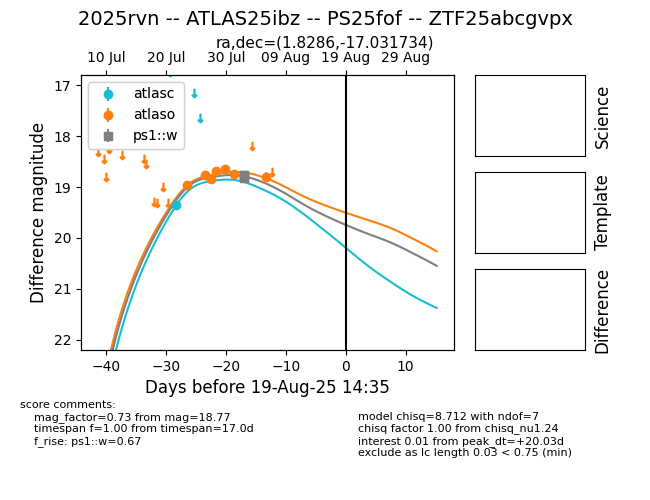 2025rvn -- ATLAS25ibz -- PS25fof -- ZTF25abcgvpx
ra,dec=(1.8286,-17.031734)
10 Jul 20 Jul 30 Jul 09 Aug 19 Aug 29 Aug
17
18
19
20
21
22
Difference magnitude
atlasc
atlaso
ps1::w
−40 −30 −20 −10 0 10
Days before 19-Aug-25 14:35
Science
Template
Difference
score comments:
mag_factor=0.73 from mag=18.77
timespan f=1.00 from timespan=17.0d
f_rise: ps1::w=0.67
model chisq=8.712 with ndof=7
chisq factor 1.00 from chisq_nu1.24
interest 0.01 from peak_dt=+20.03d
exclude as lc length 0.03 < 0.75 (min)